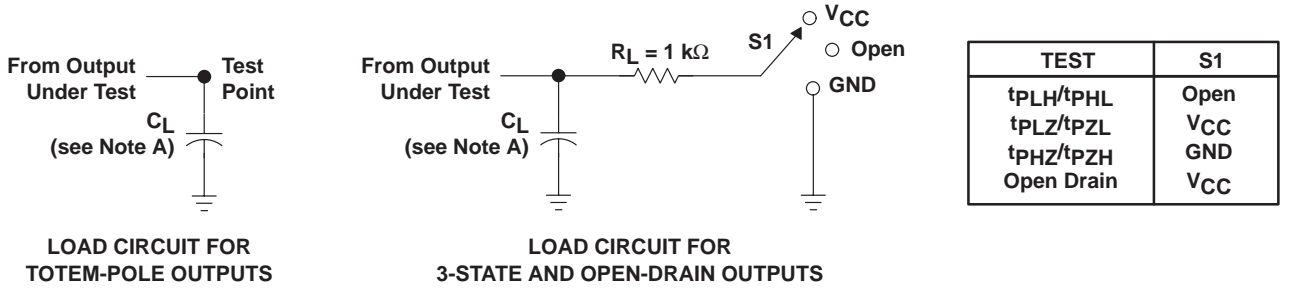 From Output
Under Test
Test
Point
CL
(see Note A)
LOAD CIRCUIT FOR
TOTEM-POLE OUTPUTS
From Output
Under Test
RL = 1 kΩ
S1
VCC
Open
GND
CL
(see Note A)
LOAD CIRCUIT FOR
3-STATE AND OPEN-DRAIN OUTPUTS
TEST S1
tPLH/tPHL Open
tPLZ/tPZL VCC
tPHZ/tPZH GND
Open Drain VCC